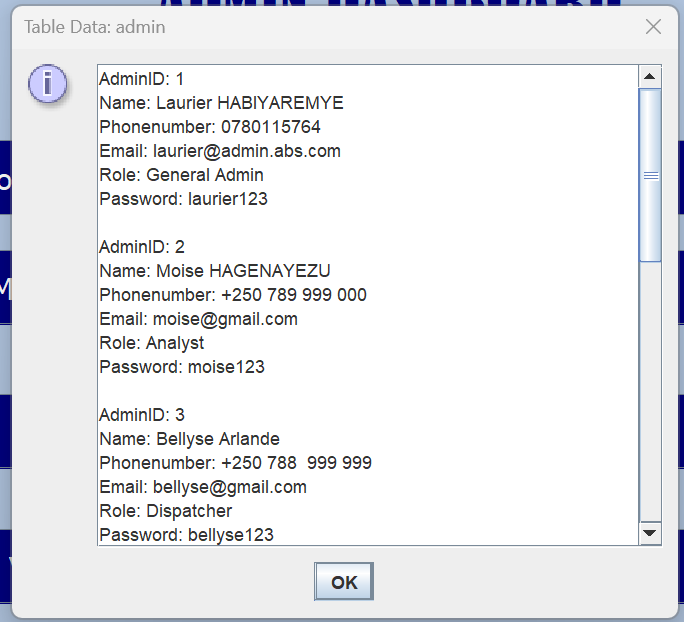 Table Data: admin
AdminID: 1
Name: Laurier HABIYAREMYE
Phonenumber: 0780115764
Email: laurier@admin.abs.com
Role: General Admin
Password: laurier123
AdminID: 2
Name: Moise HAGENAYEZU
Phonenumber: +250 789 999 000
Email: moise@gmail.com
Role: Analyst
Password: moise123
AdminID: 3
Name: Bellyse Arlande
Phonenumber: +250 788  999 999
Email: bellyse@gmail.com
Role: Dispatcher
Password: bellyse123
OK